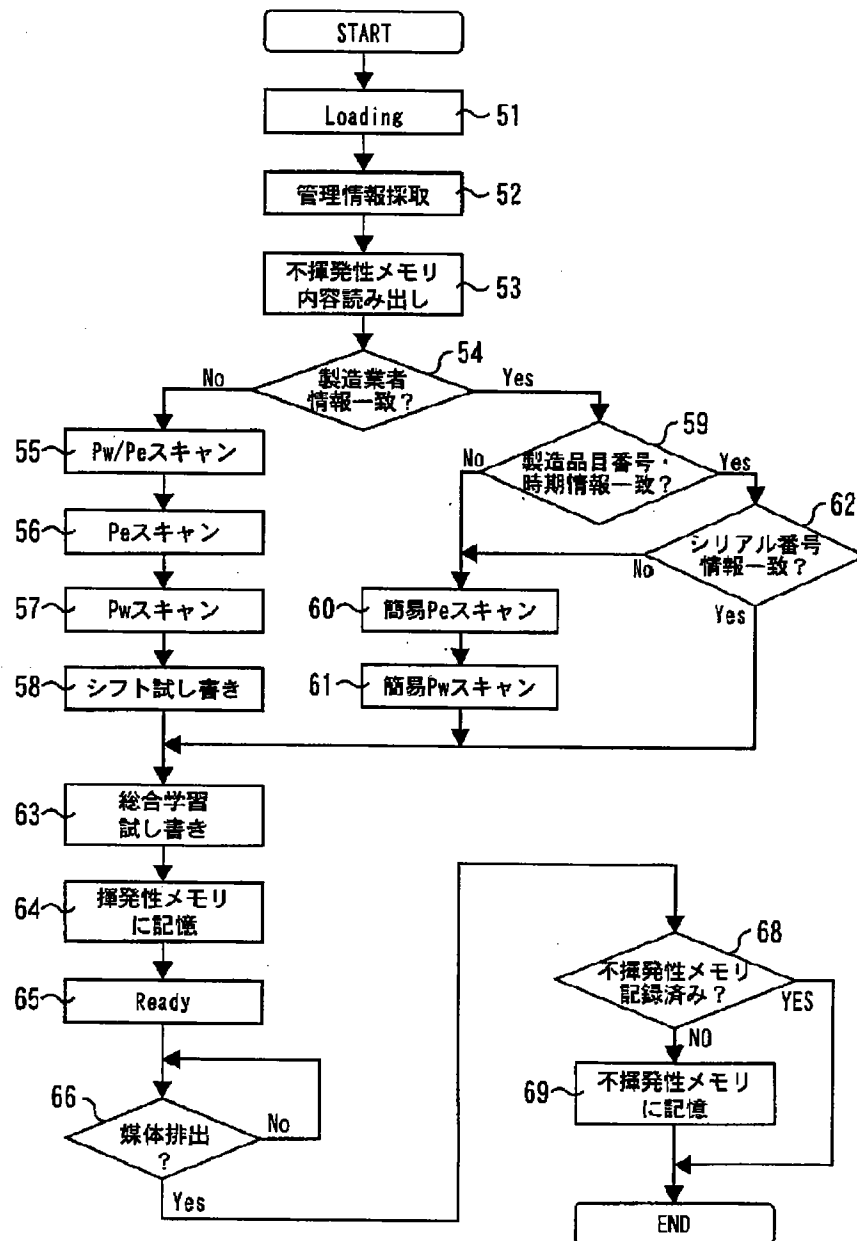 START
Loading
51
管理情報採取
52
不揮発性メモリ
内容読み出し
53
54
製造業者
情報一致？
No
Yes
55
Pw/Peスキャン
59
製造品目番号・
時期情報一致？
No
Yes
56
Peスキャン
62
シリアル番号
情報一致？
No
Yes
57
Pwスキャン
60
簡易Peスキャン
58
シフト試し書き
61
簡易Pwスキャン
63
総合学習
試し書き
64
揮発性メモリ
に記憶
65
Ready
66
媒体排出
？
No
Yes
68
不揮発性メモリ
記録済み？
YES
NO
69
不揮発性メモリ
に記憶
END